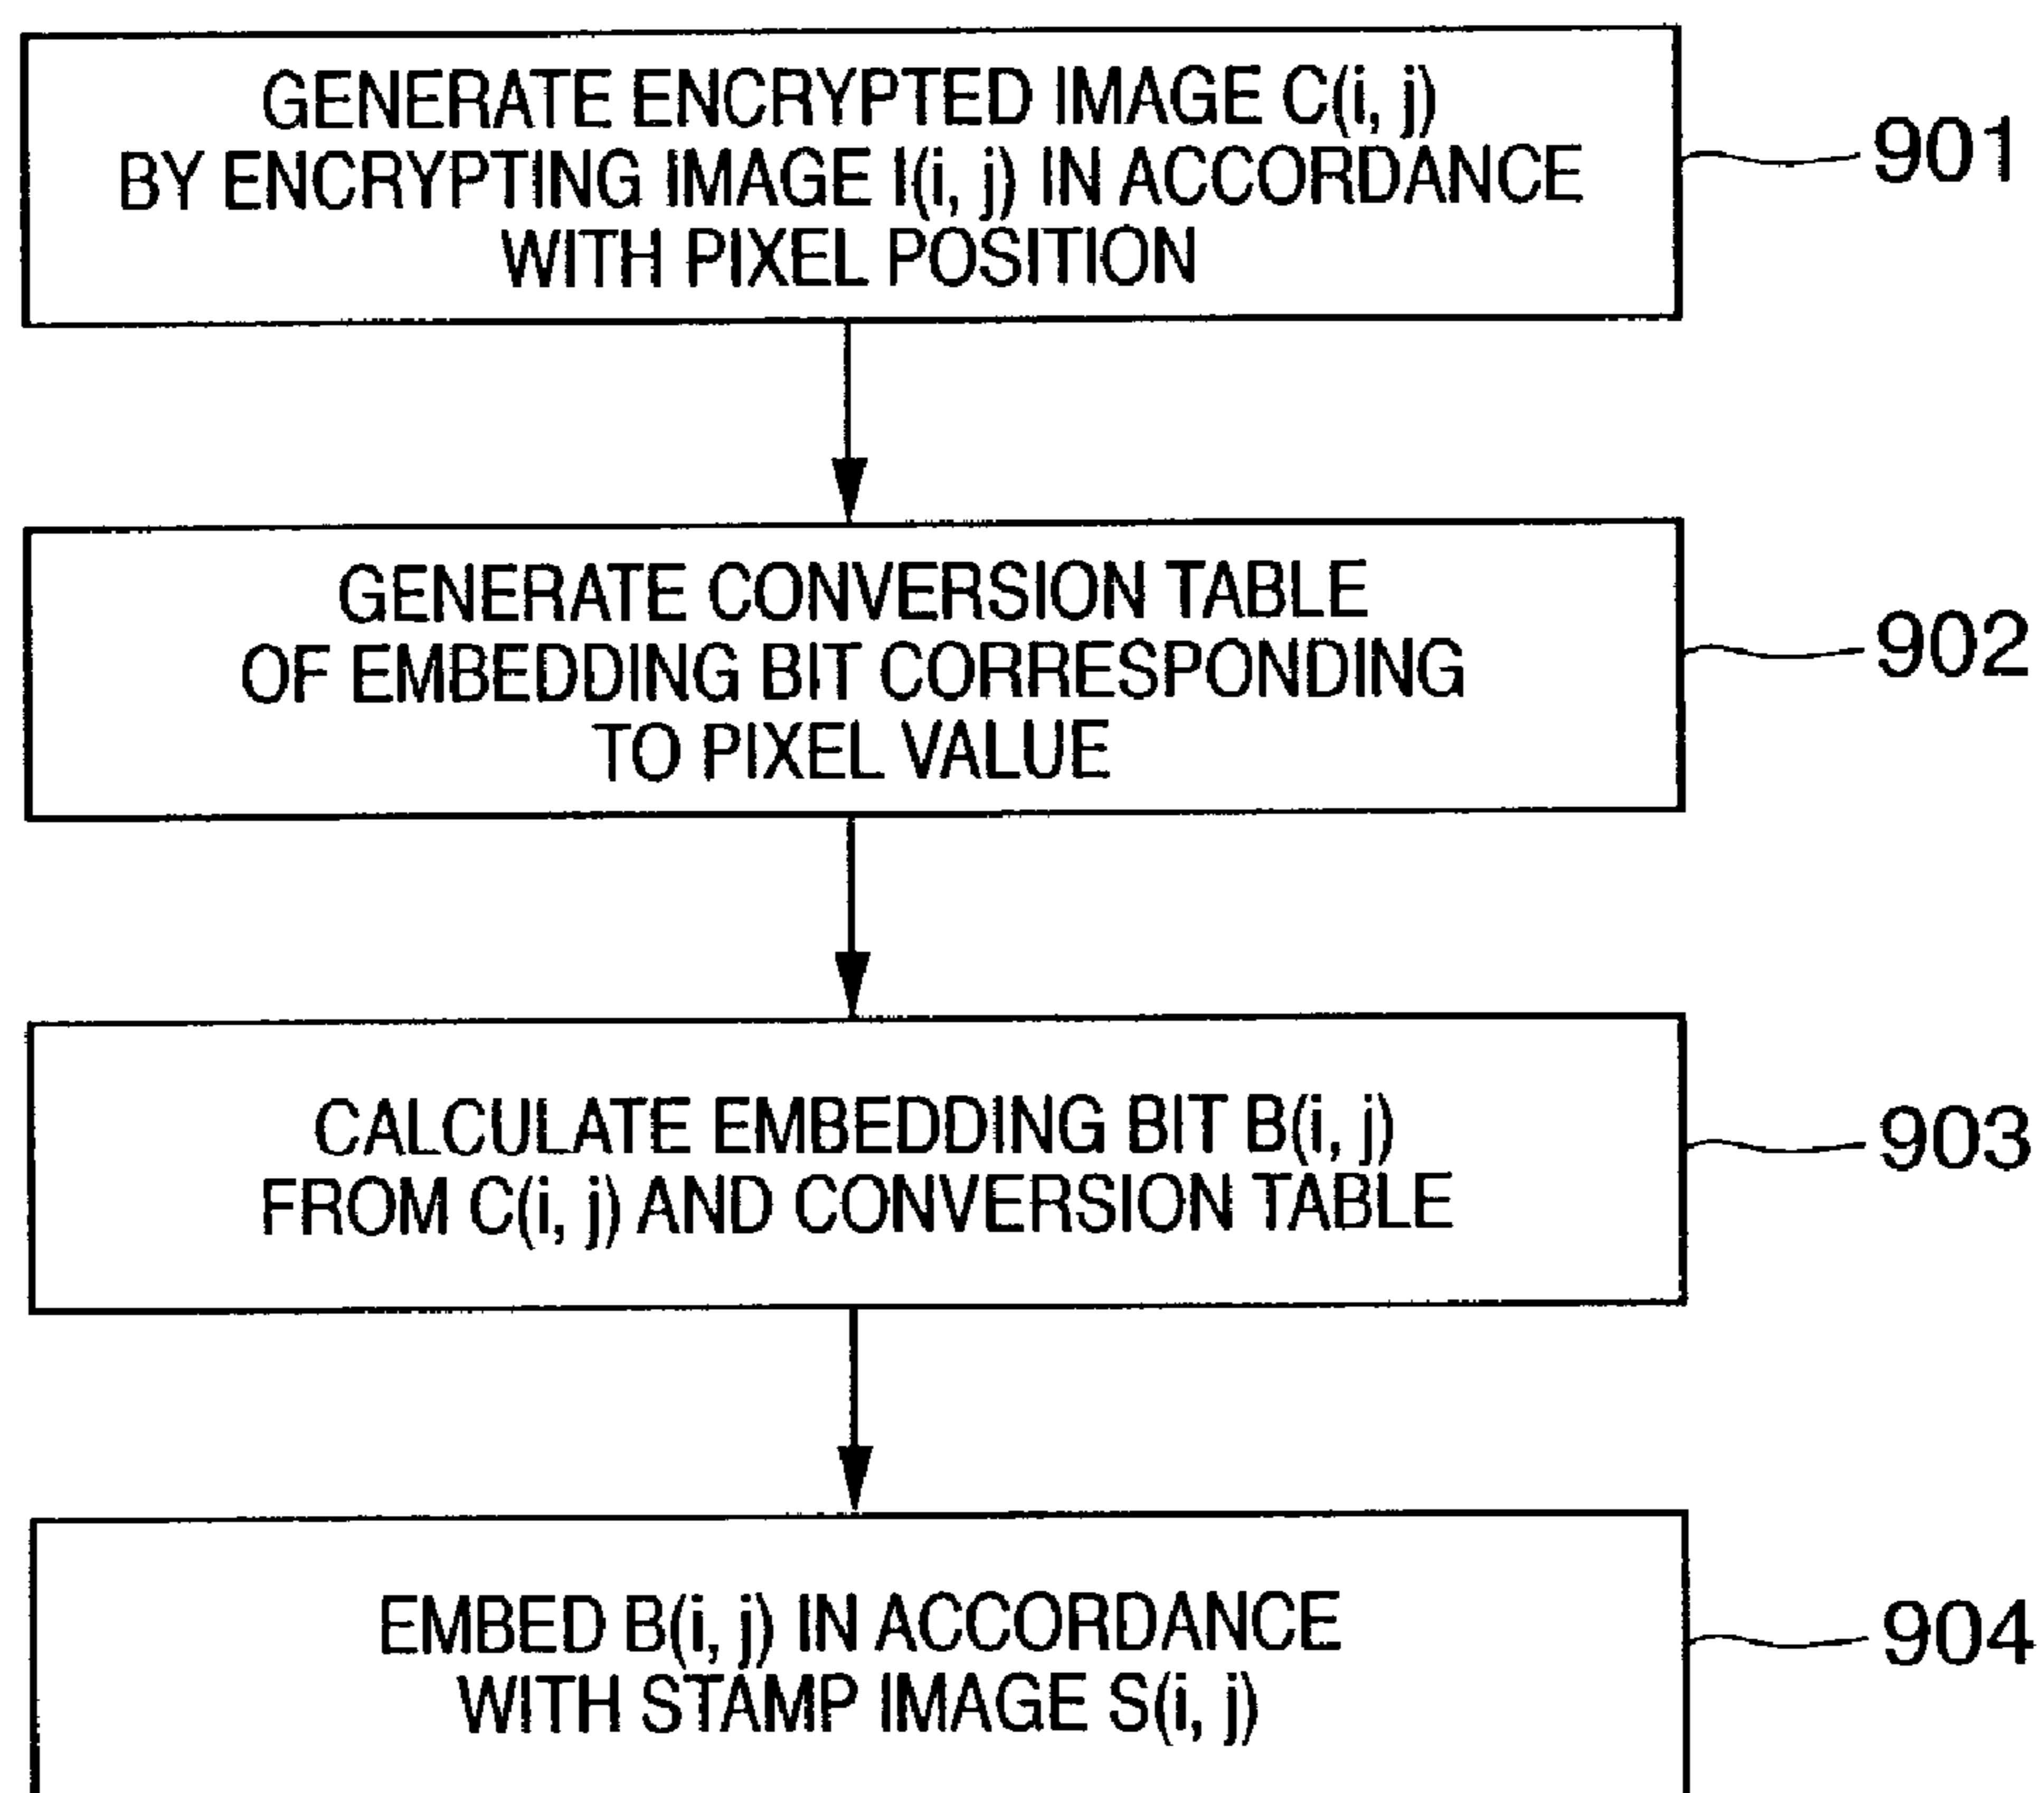 GENERATE ENCRYPTED IMAGE C(i, j)
BY ENCRYPTING IMAGE I(i, j) IN ACCORDANCE
WITH PIXEL POSITION
901
GENERATE CONVERSION TABLE
OF EMBEDDING BIT CORRESPONDING
TO PIXEL VALUE
902
CALCULATE EMBEDDING BIT B(i, j)
FROM C(i, j) AND CONVERSION TABLE
903
EMBED B(i, j) IN ACCORDANCE
WITH STAMP IMAGE S(i, j)
904